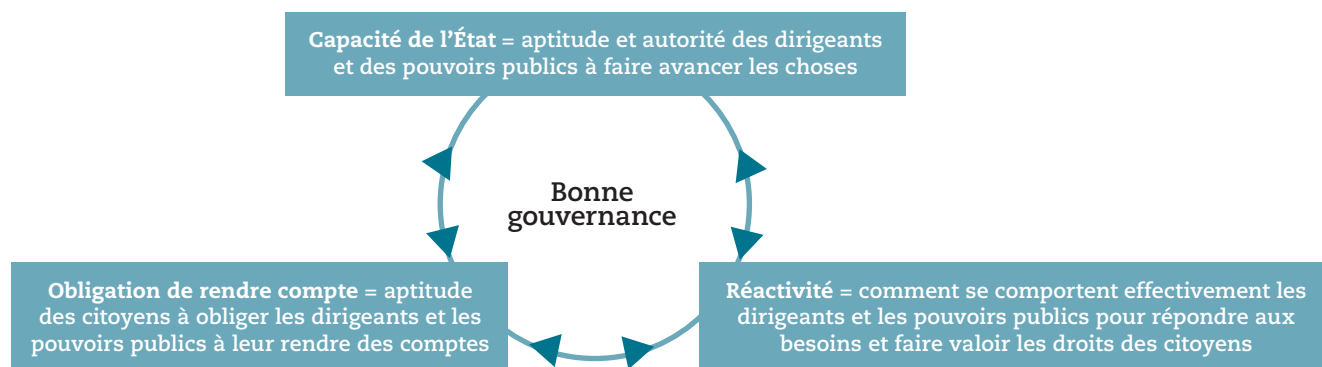 Capacité de l’État = aptitude et autorité des dirigeants
et des pouvoirs publics à faire avancer les choses
Bonne
gouvernance
Obligation de rendre compte = aptitude
des citoyens à obliger les dirigeants et les
pouvoirs publics à leur rendre des comptes
Réactivité = comment se comportent effectivement les
dirigeants et les pouvoirs publics pour répondre aux
besoins et faire valoir les droits des citoyens